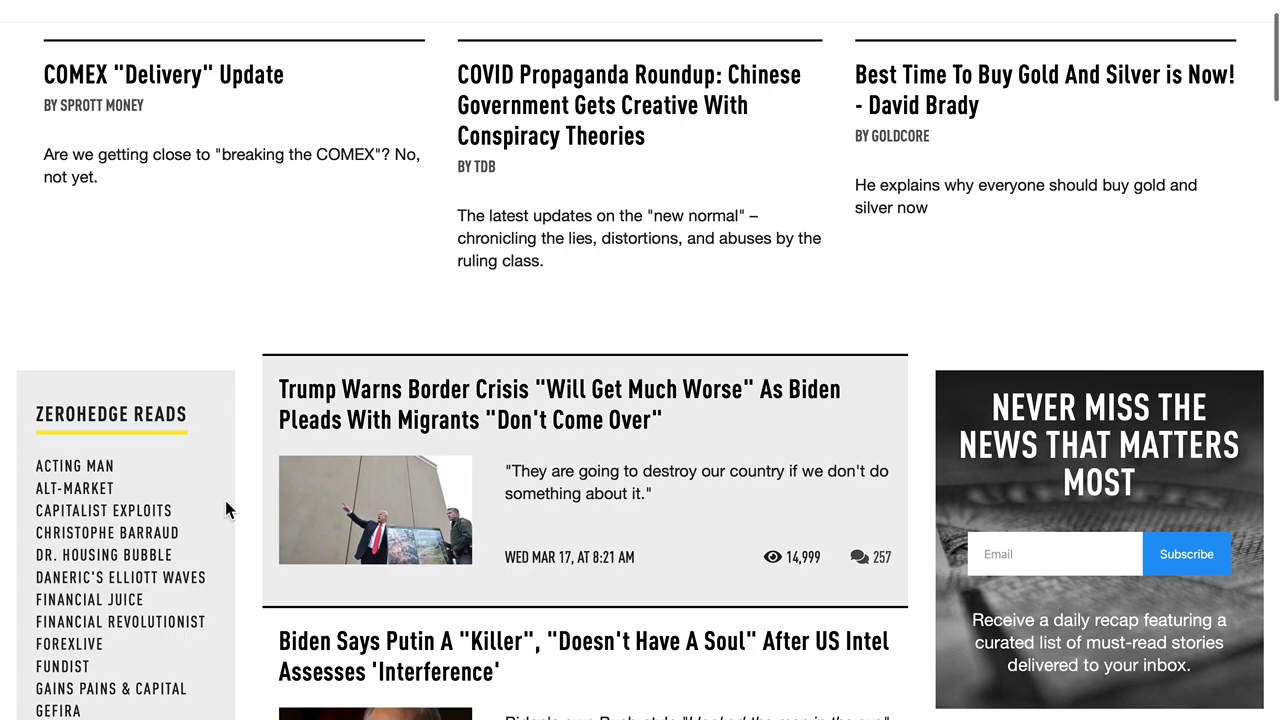 COMEX "Delivery" Update
BY SPROTT MONEY
Are we getting close to "breaking the COMEX"? No,
not yet.
COVID Propaganda Roundup: Chinese
Government Gets Creative With
Conspiracy Theories
BY TDB
The latest updates on the "new normal" –
chronicling the lies, distortions, and abuses by the
ruling class.
Best Time To Buy Gold And Silver is Now!
- David Brady
BY GOLDCORE
He explains why everyone should buy gold and
silver now
ZEROHEDGE READS
ACTING MAN
ALT-MARKET
CAPITALIST EXPLOITS
CHRISTOPHE BARRAUD
DR. HOUSING BUBBLE
DANERIC'S ELLIOTT WAVES
FINANCIAL JUICE
FINANCIAL REVOLUTIONIST
FOREXLIVE
FUNDIST
GAINS PAINS & CAPITAL
GEFIRA
Trump Warns Border Crisis "Will Get Much Worse" As Biden
Pleads With Migrants "Don't Come Over"
"They are going to destroy our country if we don't do
something about it."
WED MAR 17, AT 8:21 AM
14,999
257
Biden Says Putin A "Killer", "Doesn't Have A Soul" After US Intel
Assesses 'Interference'
NEVER MISS THE
NEWS THAT MATTERS
MOST
Email
Subscribe
Receive a daily recap featuring a
curated list of must-read stories
delivered to your inbox.